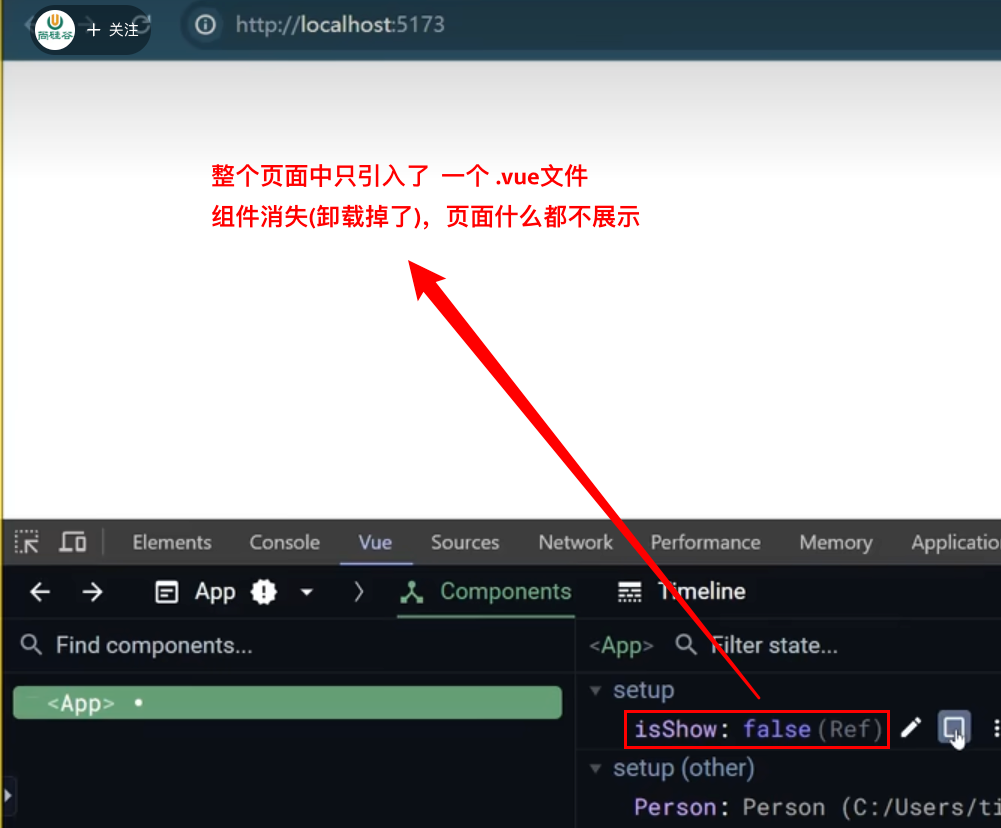 尚硅谷
+ 关注
http://localhost:5173
整个页面中只引入了 一个 .vue文件
组件消失(卸载掉了)，页面什么都不展示
Elements Console Vue Sources Network Performance Memory Applicatio
App Components Timeline
Find components...
<App> Filter state...
<App>
setup
isShow: false (Ref)
setup (other)
Person: Person (C:/Users/ti